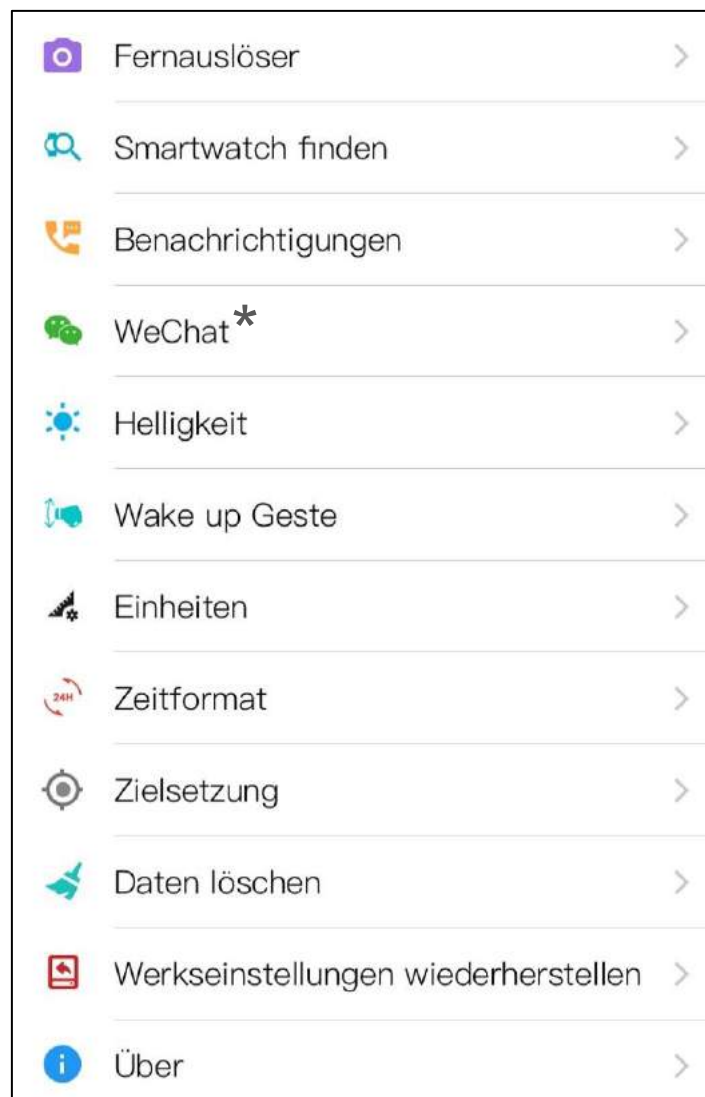 Fernauslöser
Smartwatch finden
Benachrichtigungen
WeChat*
Helligkeit
Wake up Geste
Einheiten
24H Zeitformat
Zielsetzung
Daten löschen
Werkseinstellungen wiederherstellen
i Über